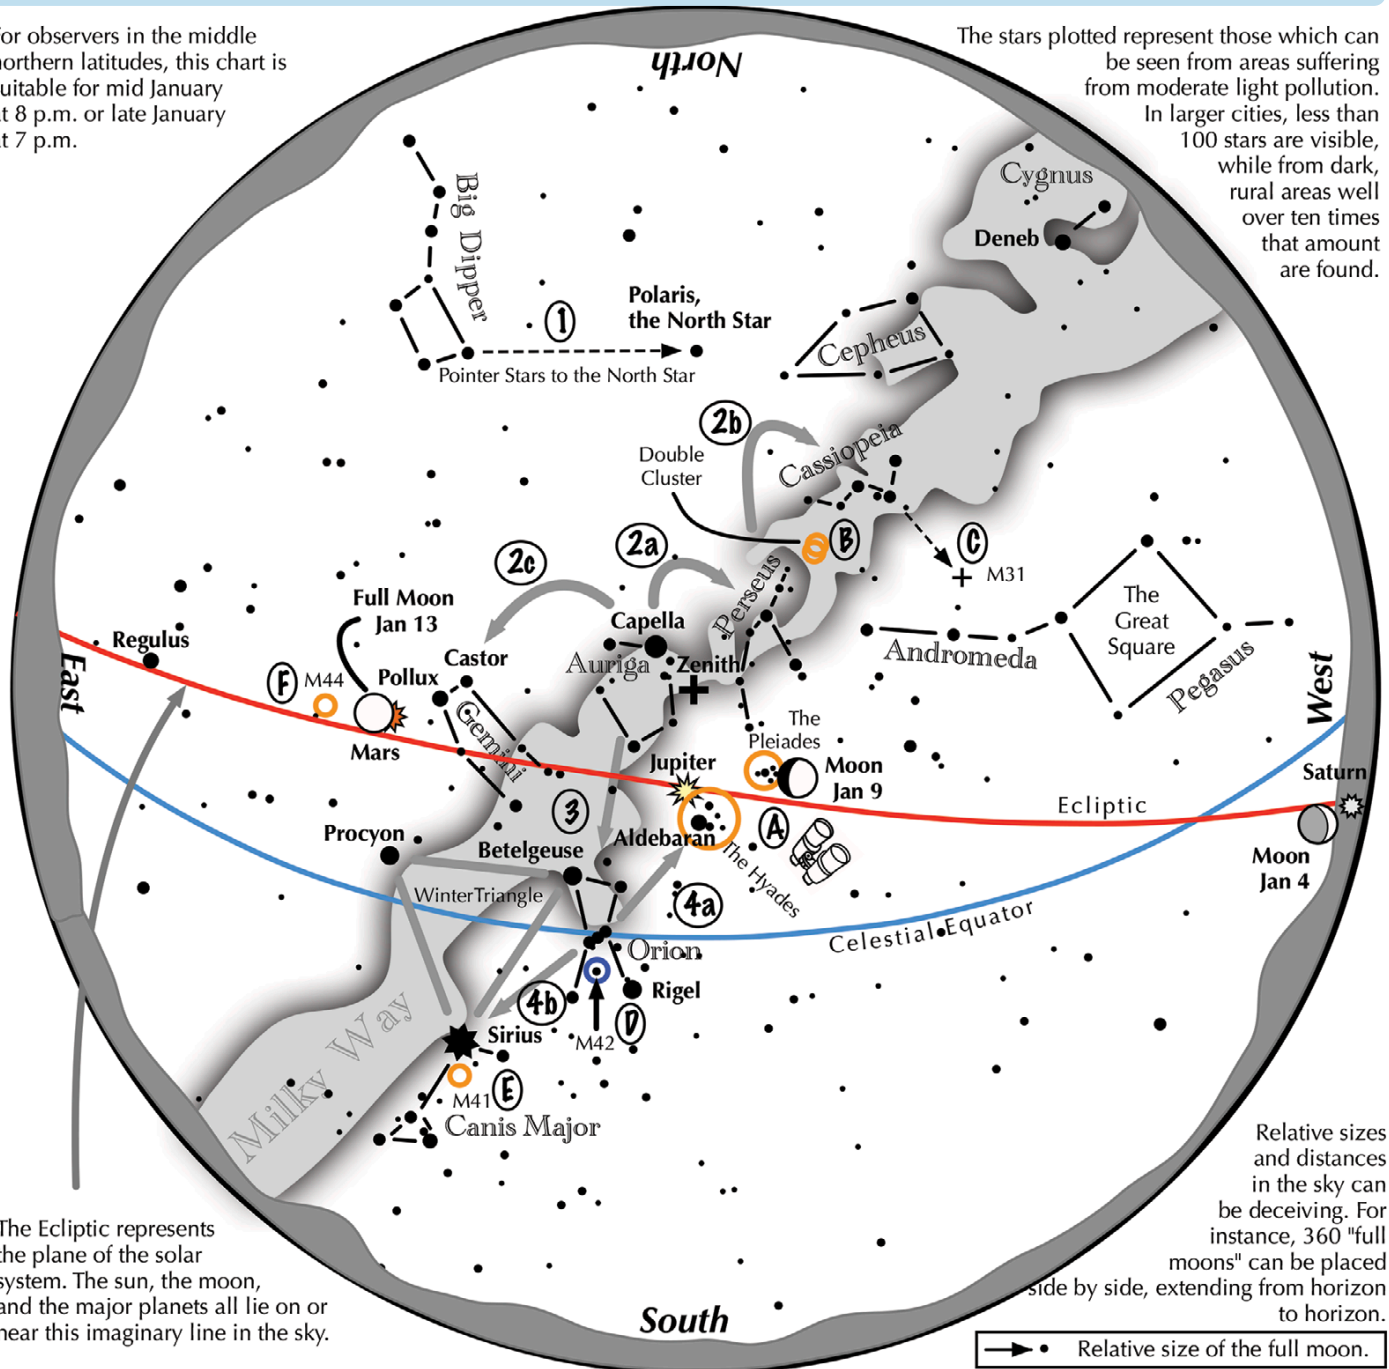 or observers in the middle
northern latitudes, this chart is
suitable for mid January
at 8 p.m. or late January
at 7 p.m.
The stars plotted represent those which can
be seen from areas suffering
from moderate light pollution.
In larger cities, less than
100 stars are visible,
while from dark,
rural areas well
over ten times
that amount
are found.
North
Big Dipper
Cygnus
Deneb
1
Polaris,
the North Star
Pointer Stars to the North Star
Cepheus
2b
Double
Cluster
Cassiopeia
2c
2a
B
C
M31
Perseus
Full Moon
Jan 13
Regulus
Capella
The
Great
Square
Andromeda
Pegasus
East
West
F
M44
Pollux
Castor
Auriga
Zenith
Mars
Gemini
The
Pleiades
Jupiter
Moon
Jan 9
Saturn
Ecliptic
3
Procyon
Betelgeuse
Aldebaran
A
The Hyades
Moon
Jan 4
Winter Triangle
4a
Celestial Equator
Orion
4b
Rigel
D
M42
Sirius
M41
E
Canis Major
Milky Way
The Ecliptic represents
the plane of the solar
system. The sun, the moon,
and the major planets all lie on or
near this imaginary line in the sky.
South
Relative sizes
and distances
in the sky can
be deceiving. For
instance, 360 "full
moons" can be placed
side by side, extending from horizon
to horizon.
Relative size of the full moon.